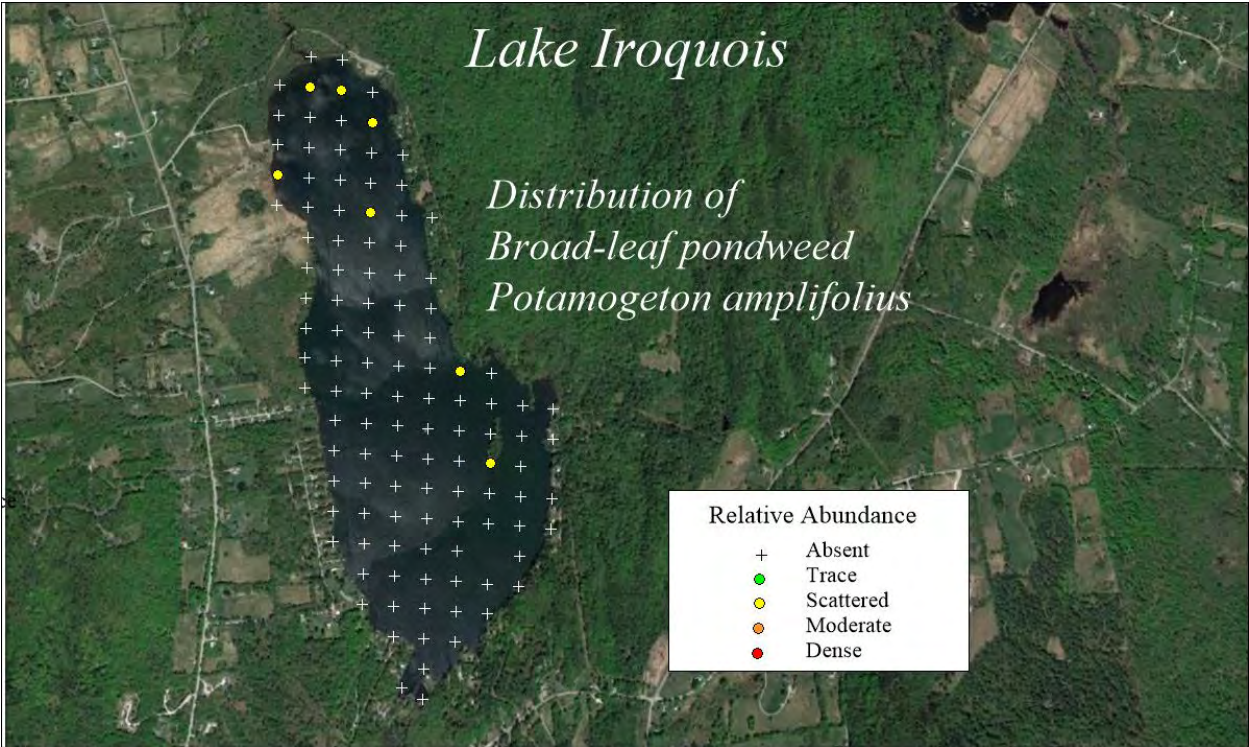 Lake Iroquois
Distribution of
Broad-leaf pondweed
Potamogeton amplifolius
Relative Abundance
Absent
Trace
Scattered
Moderate
Dense